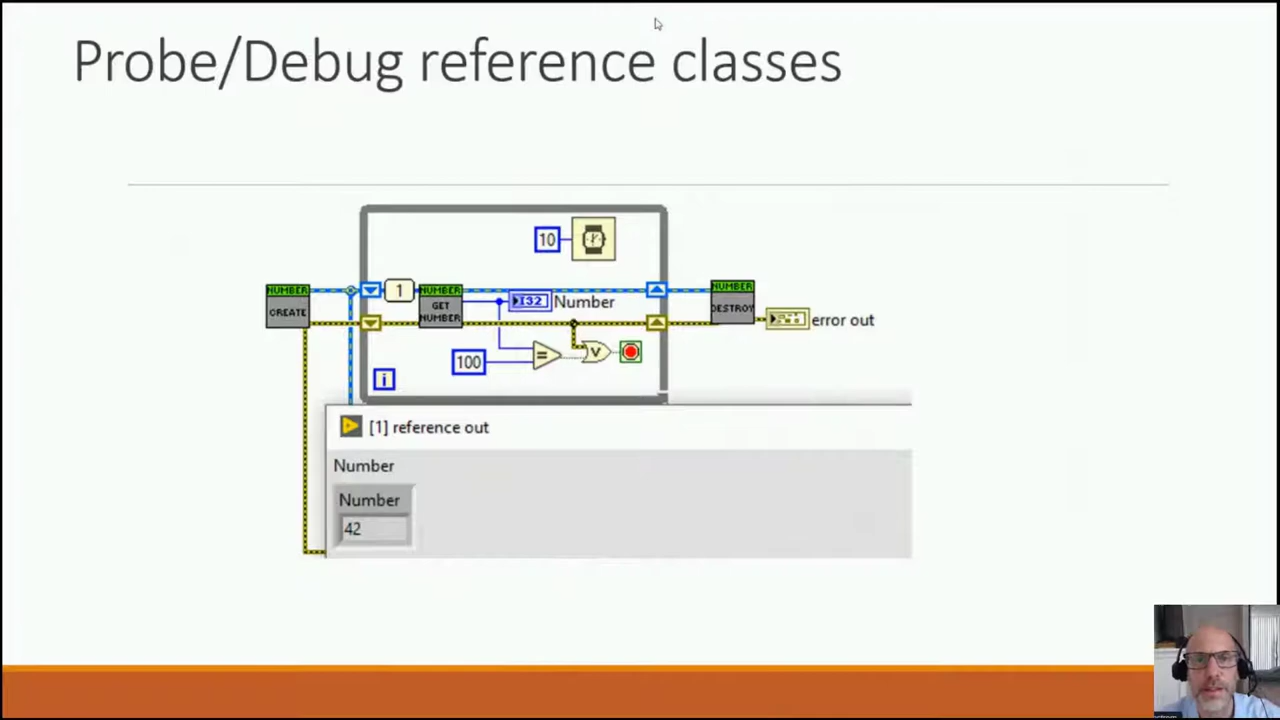 Probe/Debug reference classes
10
NUMBER
CREATE
1
NUMBER
GET
NUMBER
I32
Number
NUMBER
DESTROY
error out
100
=
V
i
[1] reference out
Number
Number
42